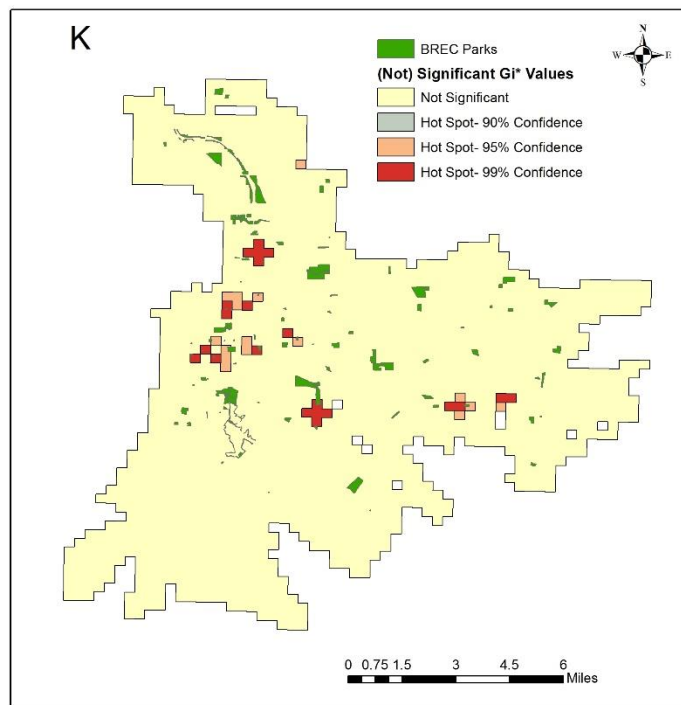 K
BREC Parks
(Not) Significant Gi* Values
Not Significant
Hot Spot- 90% Confidence
Hot Spot- 95% Confidence
Hot Spot- 99% Confidence
N
W E
S
0 0.75 1.5 3 4.5 6
Miles